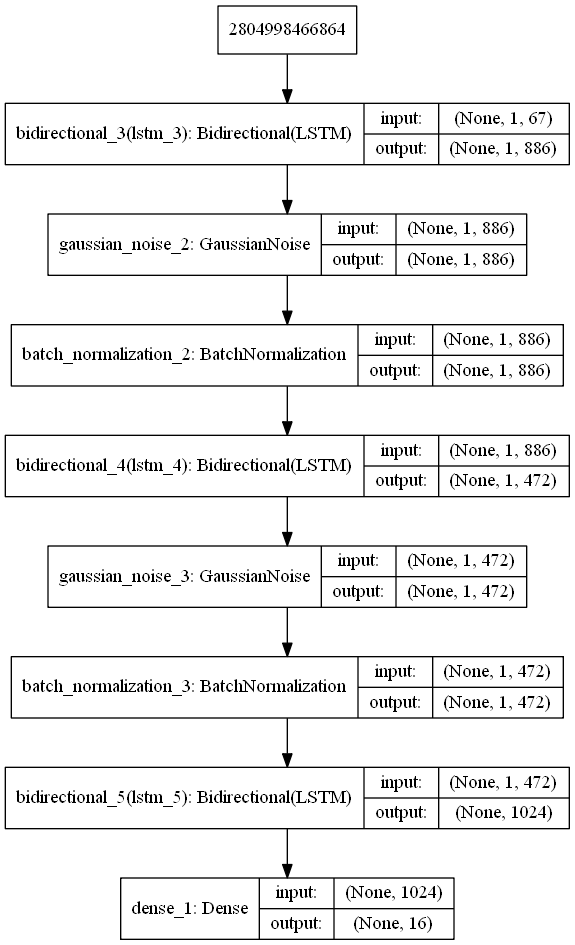 2804998466864
bidirectional_3(lstm_3): Bidirectional(LSTM)
input: (None, 1, 67)
output: (None, 1, 886)
gaussian_noise_2: GaussianNoise
input: (None, 1, 886)
output: (None, 1, 886)
batch_normalization_2: BatchNormalization
input: (None, 1, 886)
output: (None, 1, 886)
bidirectional_4(lstm_4): Bidirectional(LSTM)
input: (None, 1, 886)
output: (None, 1, 472)
gaussian_noise_3: GaussianNoise
input: (None, 1, 472)
output: (None, 1, 472)
batch_normalization_3: BatchNormalization
input: (None, 1, 472)
output: (None, 1, 472)
bidirectional_5(lstm_5): Bidirectional(LSTM)
input: (None, 1, 472)
output: (None, 1024)
dense_1: Dense
input: (None, 1024)
output: (None, 16)